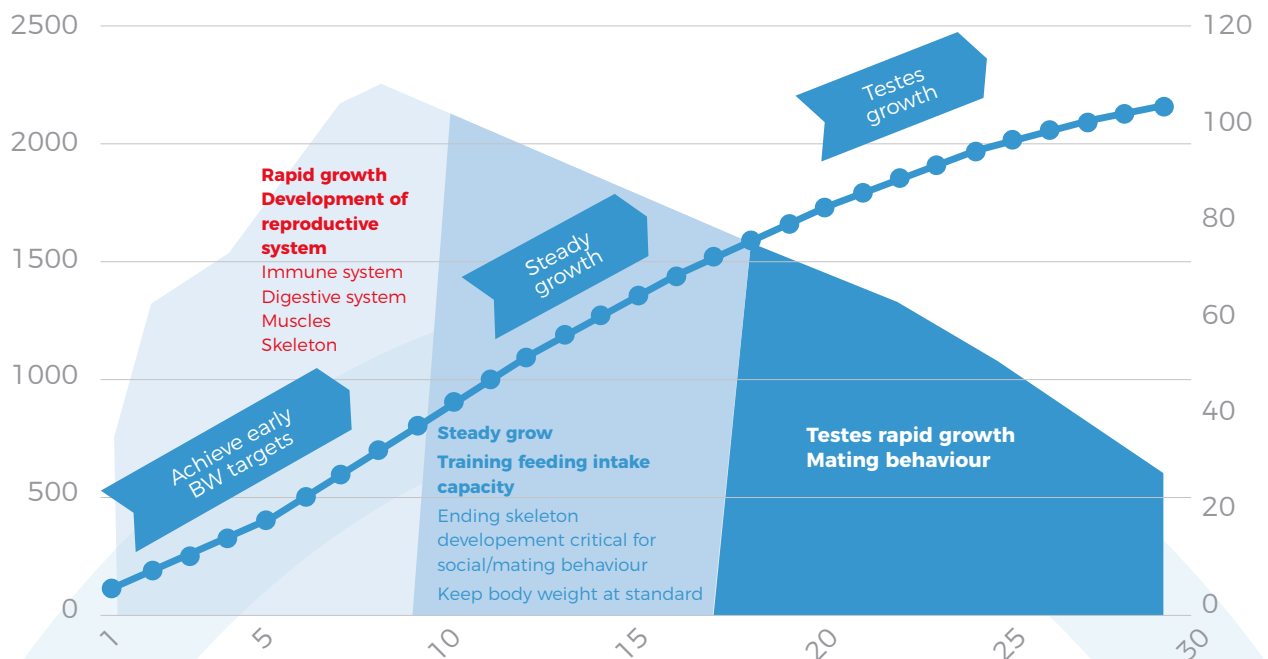 2500
2000
1500
1000
500
0
120
100
80
60
40
20
0
1
5
10
15
20
25
30
Rapid growth
Development of
reproductive
system
Immune system
Digestive system
Muscles
Skeleton
Achieve early
BW targets
Steady
growth
Testes
growth
Steady grow
Training feeding intake
capacity
Ending skeleton
developement critical for
social/mating behaviour
Keep body weight at standard
Testes rapid growth
Mating behaviour